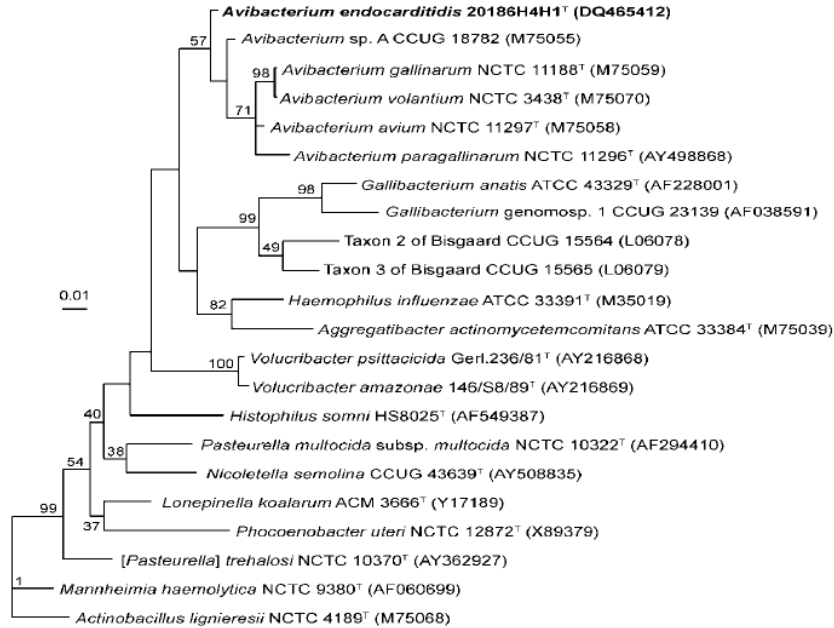 Avibacterium endocarditidis 20186H4H1ᵀ (DQ465412)
57
Avibacterium sp. A CCUG 18782 (M75055)
98
Avibacterium gallinarum NCTC 11188ᵀ (M75059)
Avibacterium volantium NCTC 3438ᵀ (M75070)
71
Avibacterium avium NCTC 11297ᵀ (M75058)
Avibacterium paragallinarum NCTC 11296ᵀ (AY498868)
98
Gallibacterium anatis ATCC 43329ᵀ (AF228001)
99
Gallibacterium genomosp. 1 CCUG 23139 (AF038591)
Taxon 2 of Bisgaard CCUG 15564 (L06078)
49
Taxon 3 of Bisgaard CCUG 15565 (L06079)
0.01
82
Haemophilus influenzae ATCC 33391ᵀ (M35019)
Aggregatibacter actinomycetemcomitans ATCC 33384ᵀ (M75039)
100
Volucribacter psittacicida Gerl.236/81ᵀ (AY216868)
Volucribacter amazonae 146/S8/89ᵀ (AY216869)
40
Histophilus somni HS8025ᵀ (AF549387)
38
Pasteurella multocida subsp. multocida NCTC 10322ᵀ (AF294410)
54
Nicoletella semolina CCUG 43639ᵀ (AY508835)
99
Lonepinella koalarum ACM 3666ᵀ (Y17189)
37
Phocoenobacter uteri NCTC 12872ᵀ (X89379)
[Pasteurella] trehalosi NCTC 10370ᵀ (AY362927)
1
Mannheimia haemolytica NCTC 9380ᵀ (AF060699)
Actinobacillus lignieresii NCTC 4189ᵀ (M75068)